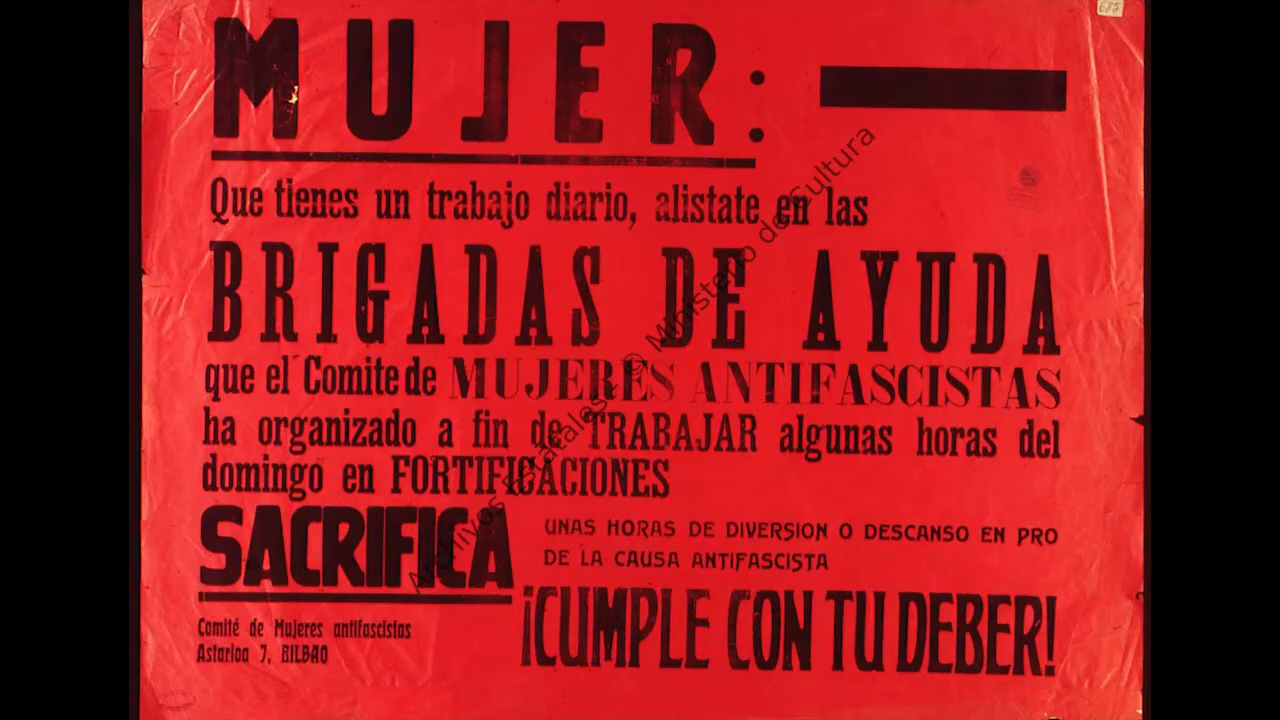 687
MUJER:
Que tienes un trabajo diario, alistate en las
BRIGADAS DE AYUDA
que el Comite de MUJERES ANTIFASCISTAS
ha organizado a fin de TRABAJAR algunas horas del
domingo en FORTIFICACIONES
SACRIFICA
UNAS HORAS DE DIVERSION O DESCANSO EN PRO
DE LA CAUSA ANTIFASCISTA
¡CUMPLE CON TU DEBER!
Comité de Mujeres antifascistas
Astarloa 7, BILBAO
Archivos Estatales, © Ministerio de Cultura